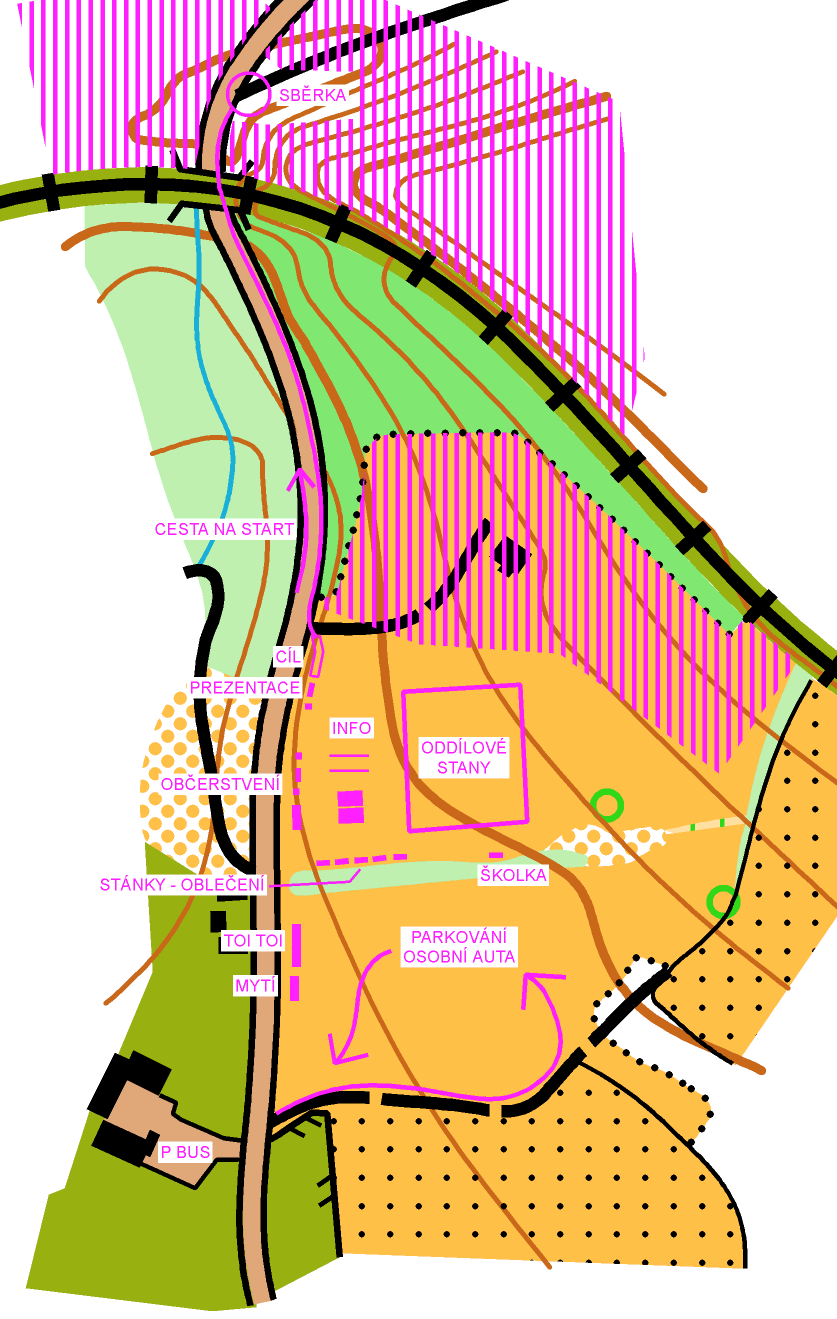 SBĚRKA
CESTA NA START
CÍL
PREZENTACE
INFO
ODDÍLOVÉ
STANY
OBČERSTVENÍ
ŠKOLKA
STÁNKY - OBLEČENÍ
TOI TOI
PARKOVÁNÍ
OSOBNÍ AUTA
MYTÍ
P BUS